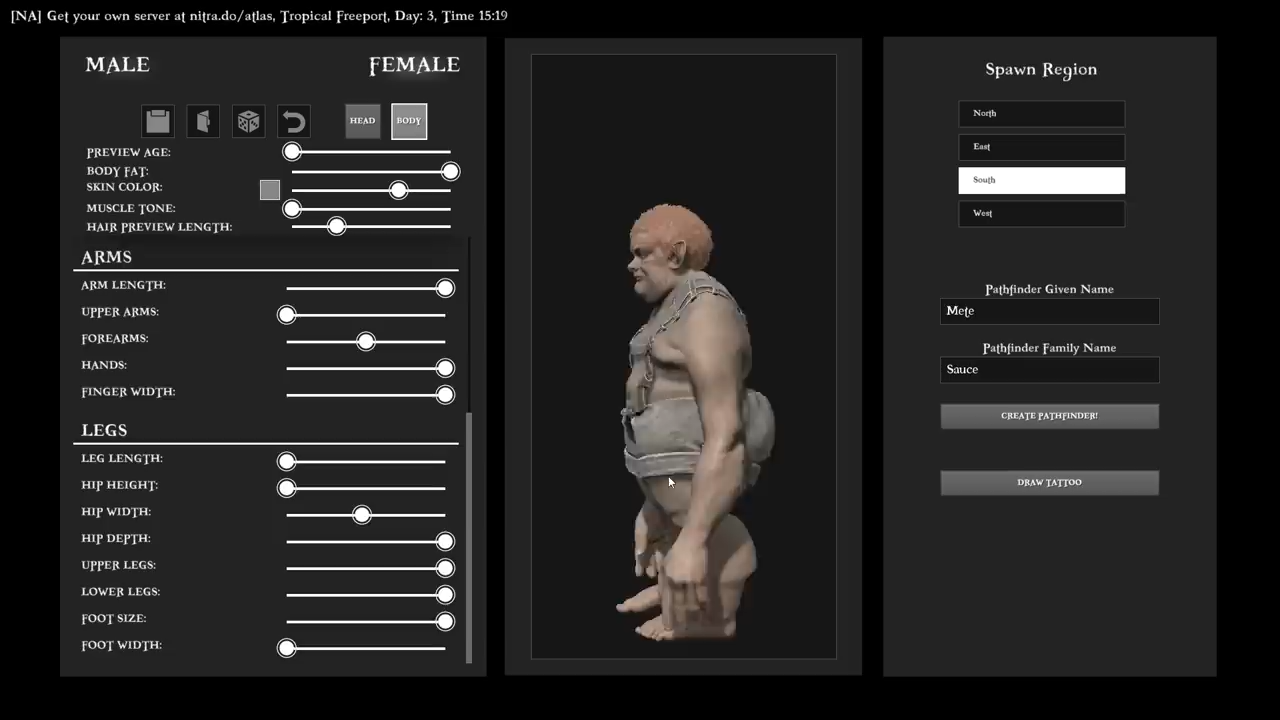 [NA] Get your own server at nitra.do/atlas, Tropical Freeport, Day: 3, Time 15:19
MALE
FEMALE
HEAD
BODY
PREVIEW AGE:
BODY FAT:
SKIN COLOR:
MUSCLE TONE:
HAIR PREVIEW LENGTH:
ARMS
ARM LENGTH:
UPPER ARMS:
FOREARMS:
HANDS:
FINGER WIDTH:
LEGS
LEG LENGTH:
HIP HEIGHT:
HIP WIDTH:
HIP DEPTH:
UPPER LEGS:
LOWER LEGS:
FOOT SIZE:
FOOT WIDTH:
Spawn Region
North
East
South
West
Pathfinder Given Name
Mete
Pathfinder Family Name
Sauce
CREATE PATHFINDER!
DRAW TATTOO